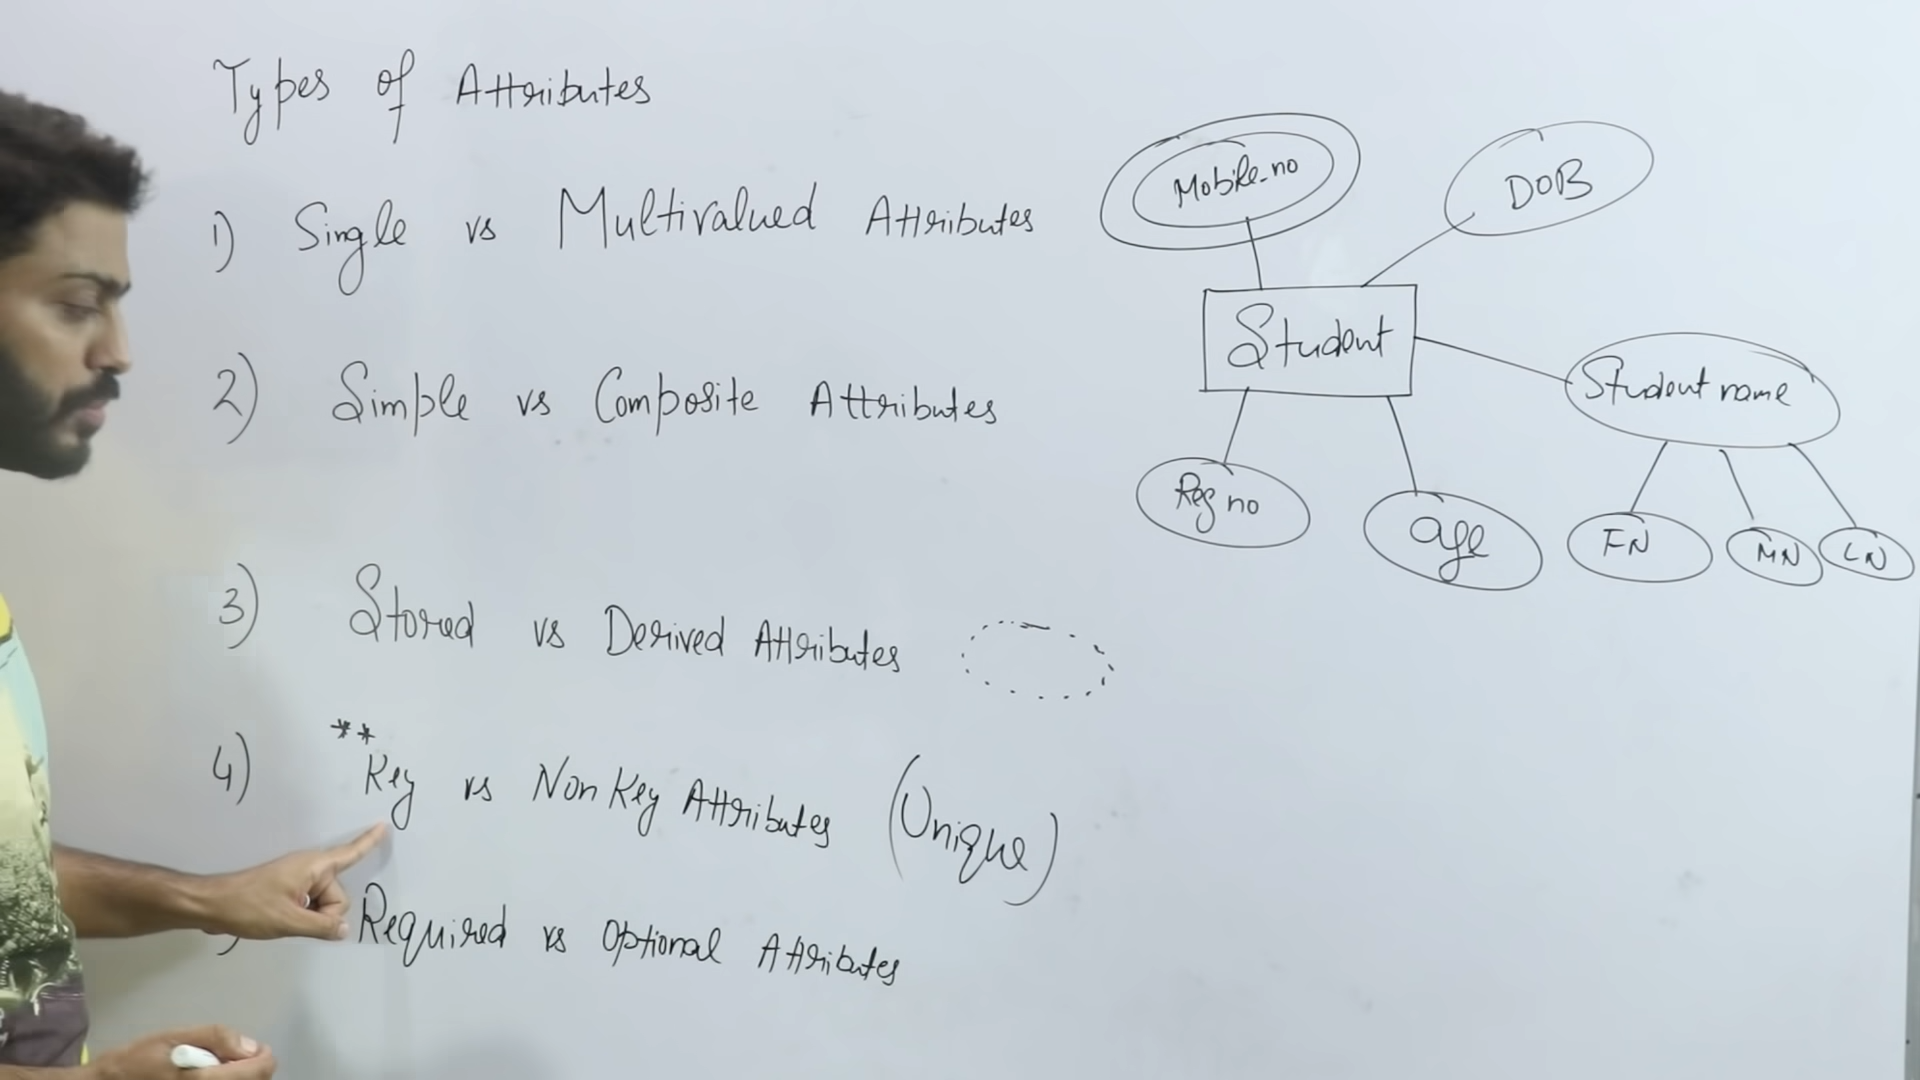 Types of Attributes
1) Single vs Multivalued Attributes
2) Simple vs Composite Attributes
3) Stored vs Derived Attributes
4) **Key vs Non Key Attributes (Unique)
Required vs Optional Attributes
Mobile_no
DOB
Student
Student name
Reg no
age
FN
MN
LN